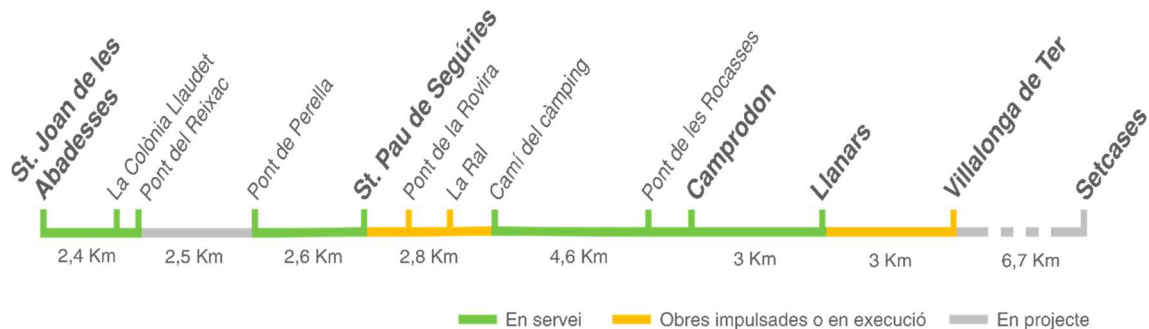 St. Joan de les
Abadesses
La Colònia Llaudet
Pont del Reixac
Pont de Perella
St. Pau de Segúries
Pont de la Rovira
La Ral
Camí del càmping
Pont de les Rocasses
Camprodon
Llanars
Villalonga de Ter
Setcases
2,4 Km
2,5 Km
2,6 Km
2,8 Km
4,6 Km
3 Km
3 Km
6,7 Km
En servei
Obres impulsades o en execució
En projecte